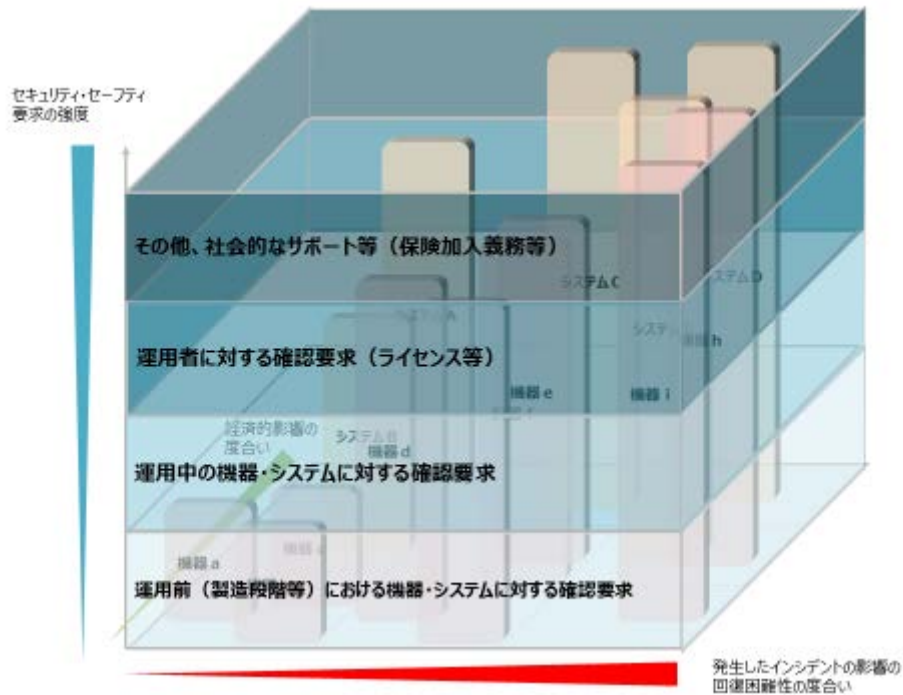 セキュリティ・セーフティ
要求の強度
その他、社会的なサポート等（保険加入義務等）
システムC
システムD
運用者に対する確認要求（ライセンス等）
機器h
機器e
機器i
経済的影響の
度合い
システムB
機器d
運用中の機器・システムに対する確認要求
機器a
運用前（製造段階等）における機器・システムに対する確認要求
発生したインシデントの影響の
回復困難性の度合い